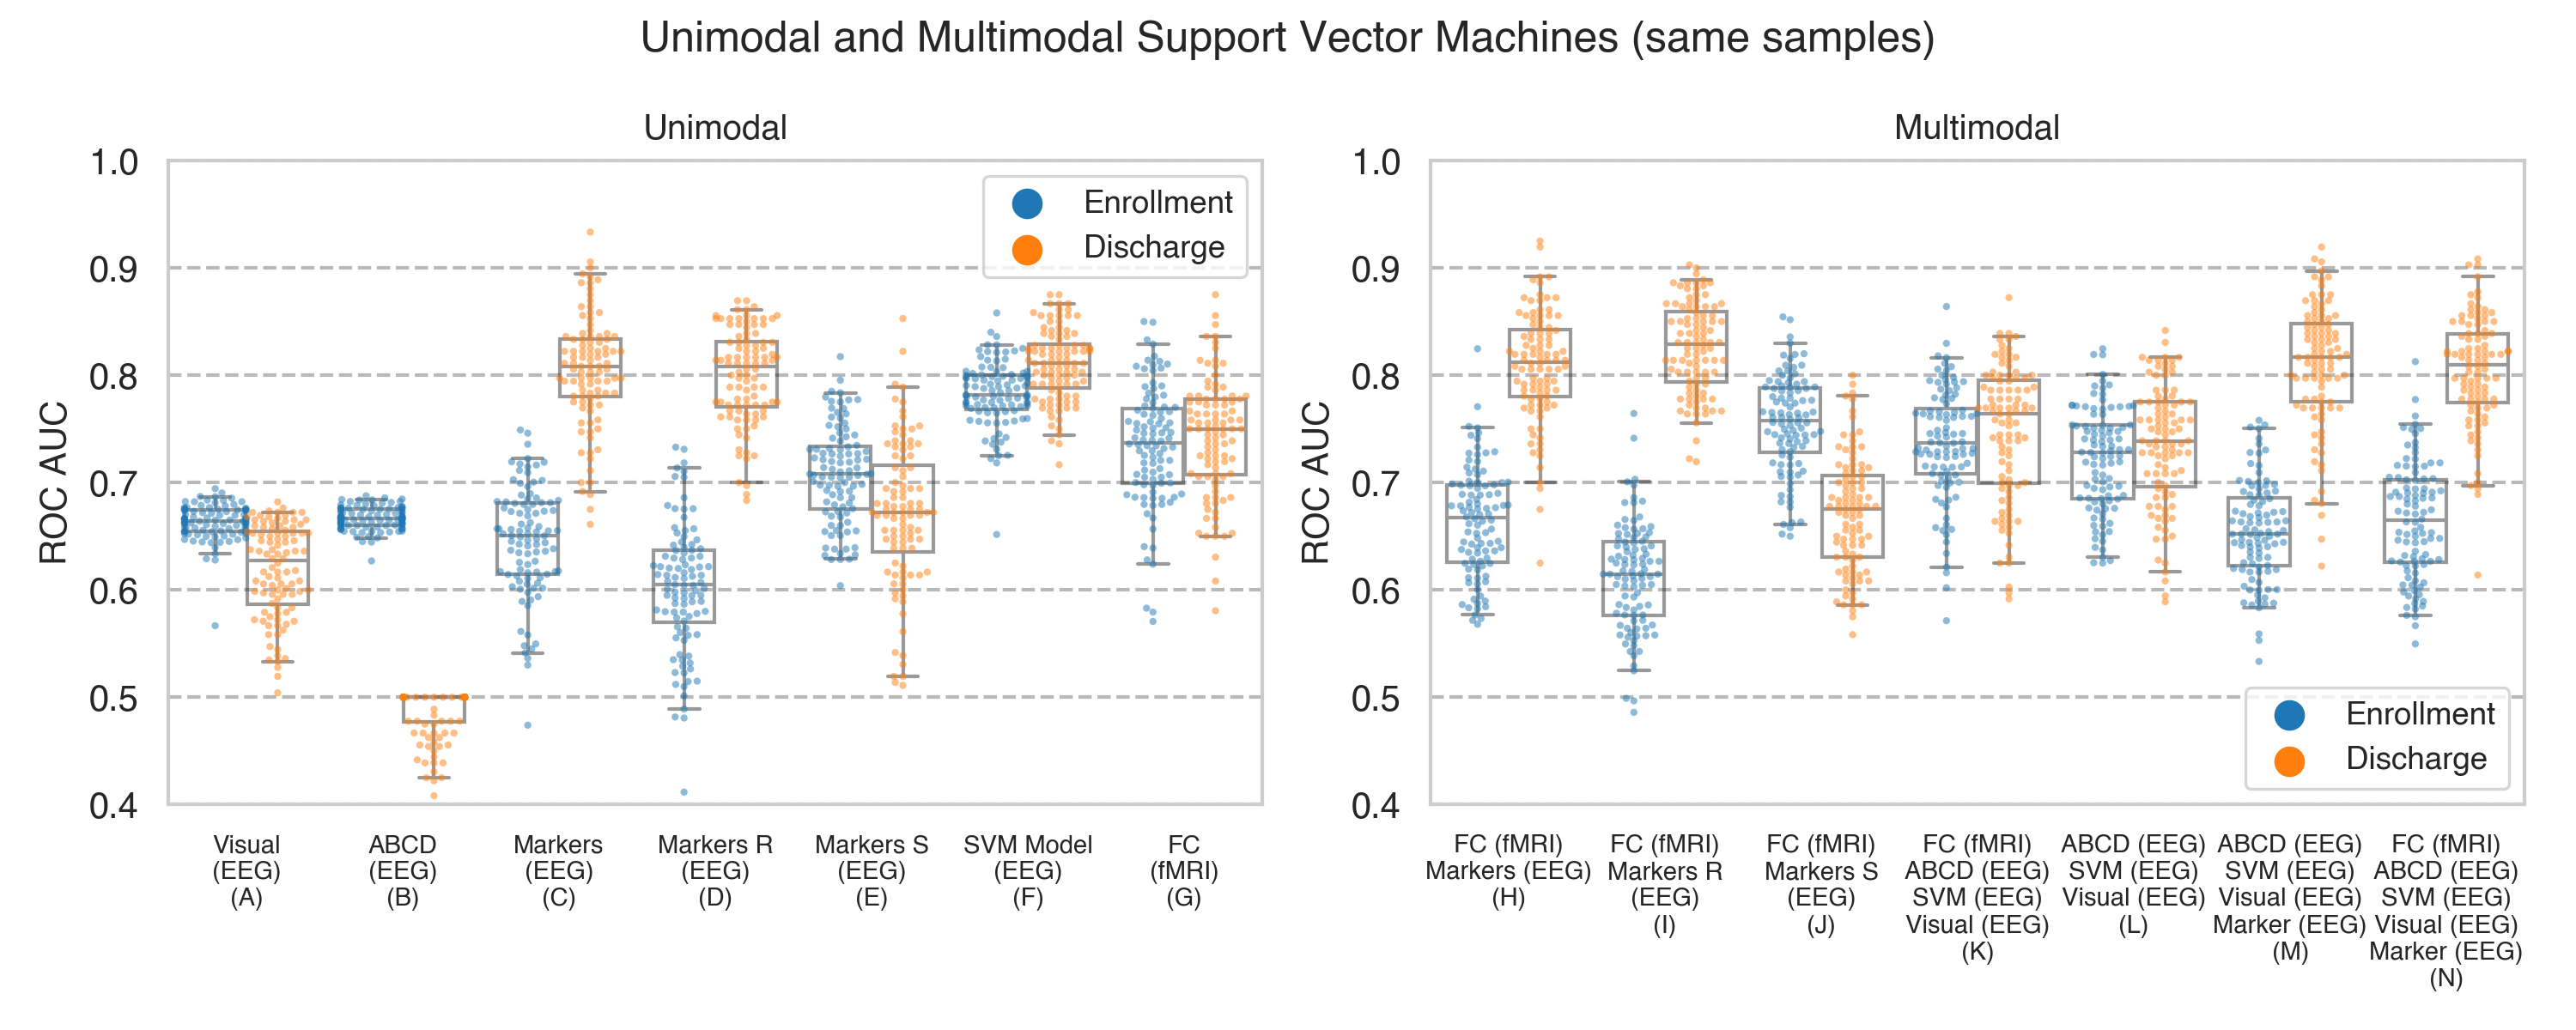 Unimodal and Multimodal Support Vector Machines (same samples)
Unimodal
1.0
0.9
0.8
0.7
0.6
0.5
0.4
ROC AUC
Enrollment
Discharge
Visual
(EEG)
(A)
ABCD
(EEG)
(B)
Markers
(EEG)
(C)
Markers R
(EEG)
(D)
Markers S
(EEG)
(E)
SVM Model
(EEG)
(F)
FC
(fMRI)
(G)
Multimodal
1.0
0.9
0.8
0.7
0.6
0.5
0.4
ROC AUC
Enrollment
Discharge
FC (fMRI)
Markers (EEG)
(H)
FC (fMRI)
Markers R
(EEG)
(I)
FC (fMRI)
Markers S
(EEG)
(J)
FC (fMRI)
ABCD (EEG)
SVM (EEG)
Visual (EEG)
(K)
ABCD (EEG)
SVM (EEG)
Visual (EEG)
(L)
ABCD (EEG)
SVM (EEG)
Visual (EEG)
Marker (EEG)
(M)
FC (fMRI)
ABCD (EEG)
SVM (EEG)
Visual (EEG)
Marker (EEG)
(N)